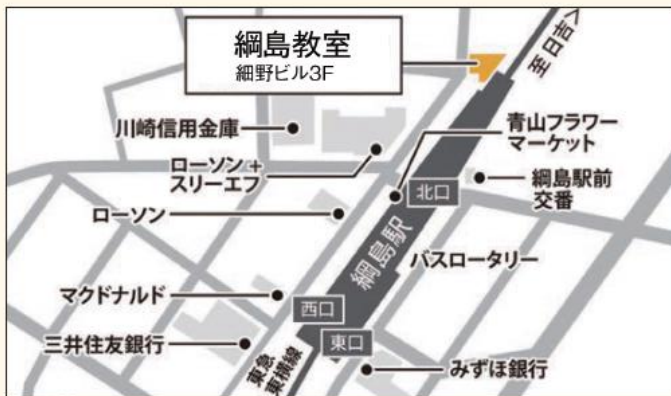 綱島教室
細野ビル3F
至 日吉>
川崎信用金庫
青山フラワー
マーケット
ローソン+
スリーエフ
北口
綱島駅前
交番
ローソン
綱島駅
バスロータリー
マクドナルド
西口
三井住友銀行
東口
東急
東横線
みずほ銀行